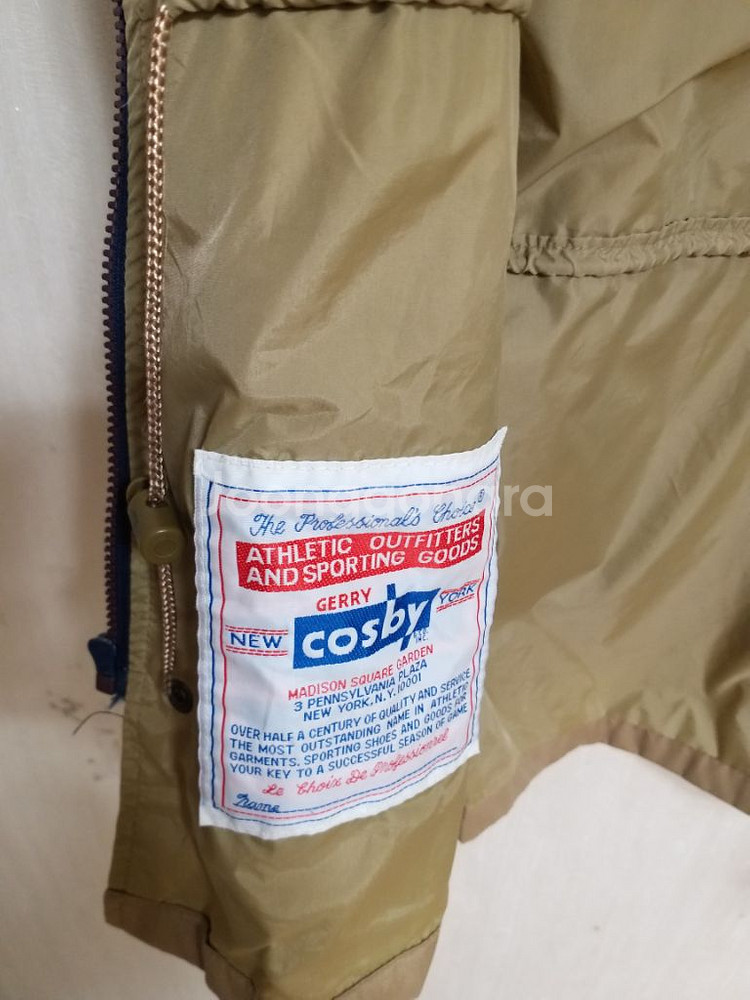 The Professional's Choice®
ATHLETIC OUTFITTERS
AND SPORTING GOODS
GERRY
NEW cosby YORK
INC.
MADISON SQUARE GARDEN
3 PENNSYLVANIA PLAZA
NEW YORK, N.Y. 10001
OVER HALF A CENTURY OF QUALITY AND SERVICE
THE MOST OUTSTANDING NAME IN ATHLETIC
GARMENTS. SPORTING SHOES AND GOODS FOR
YOUR KEY TO A SUCCESSFUL SEASON OF GAME
Le Choix De Professionnel
Name